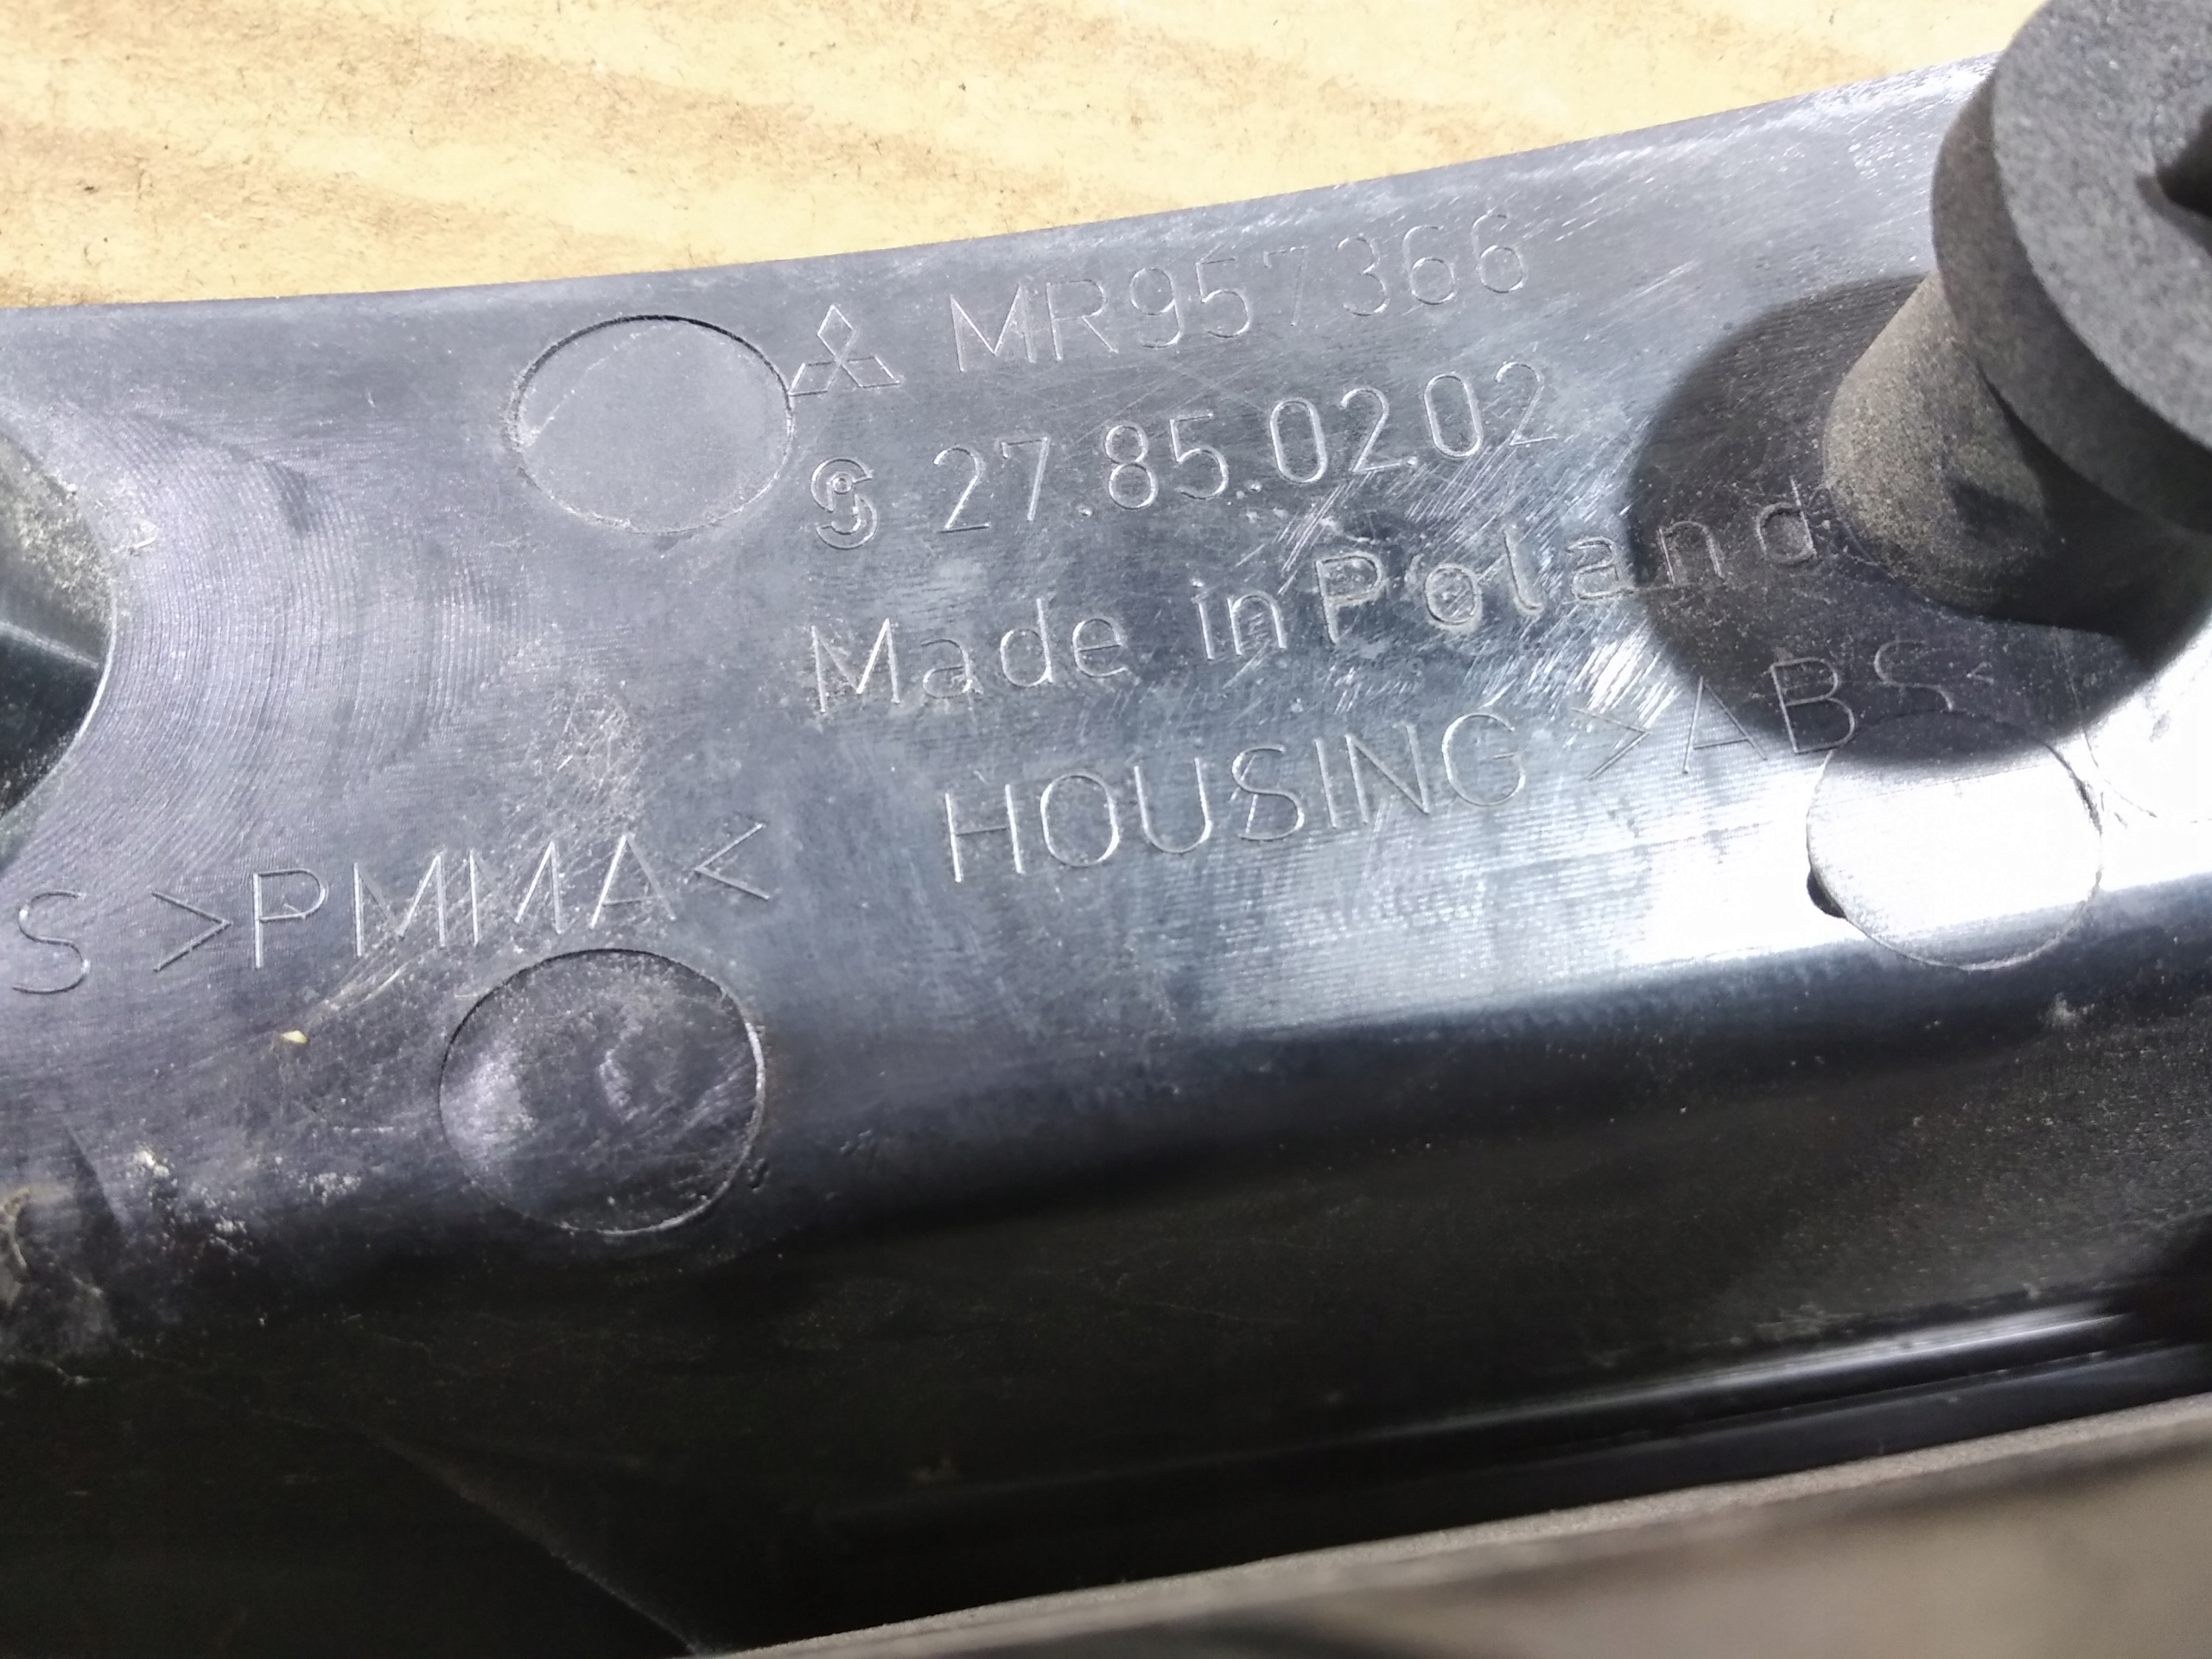 MR957366
27.85.02.02
Made in Poland
S >PMMA< HOUSING >ABS<